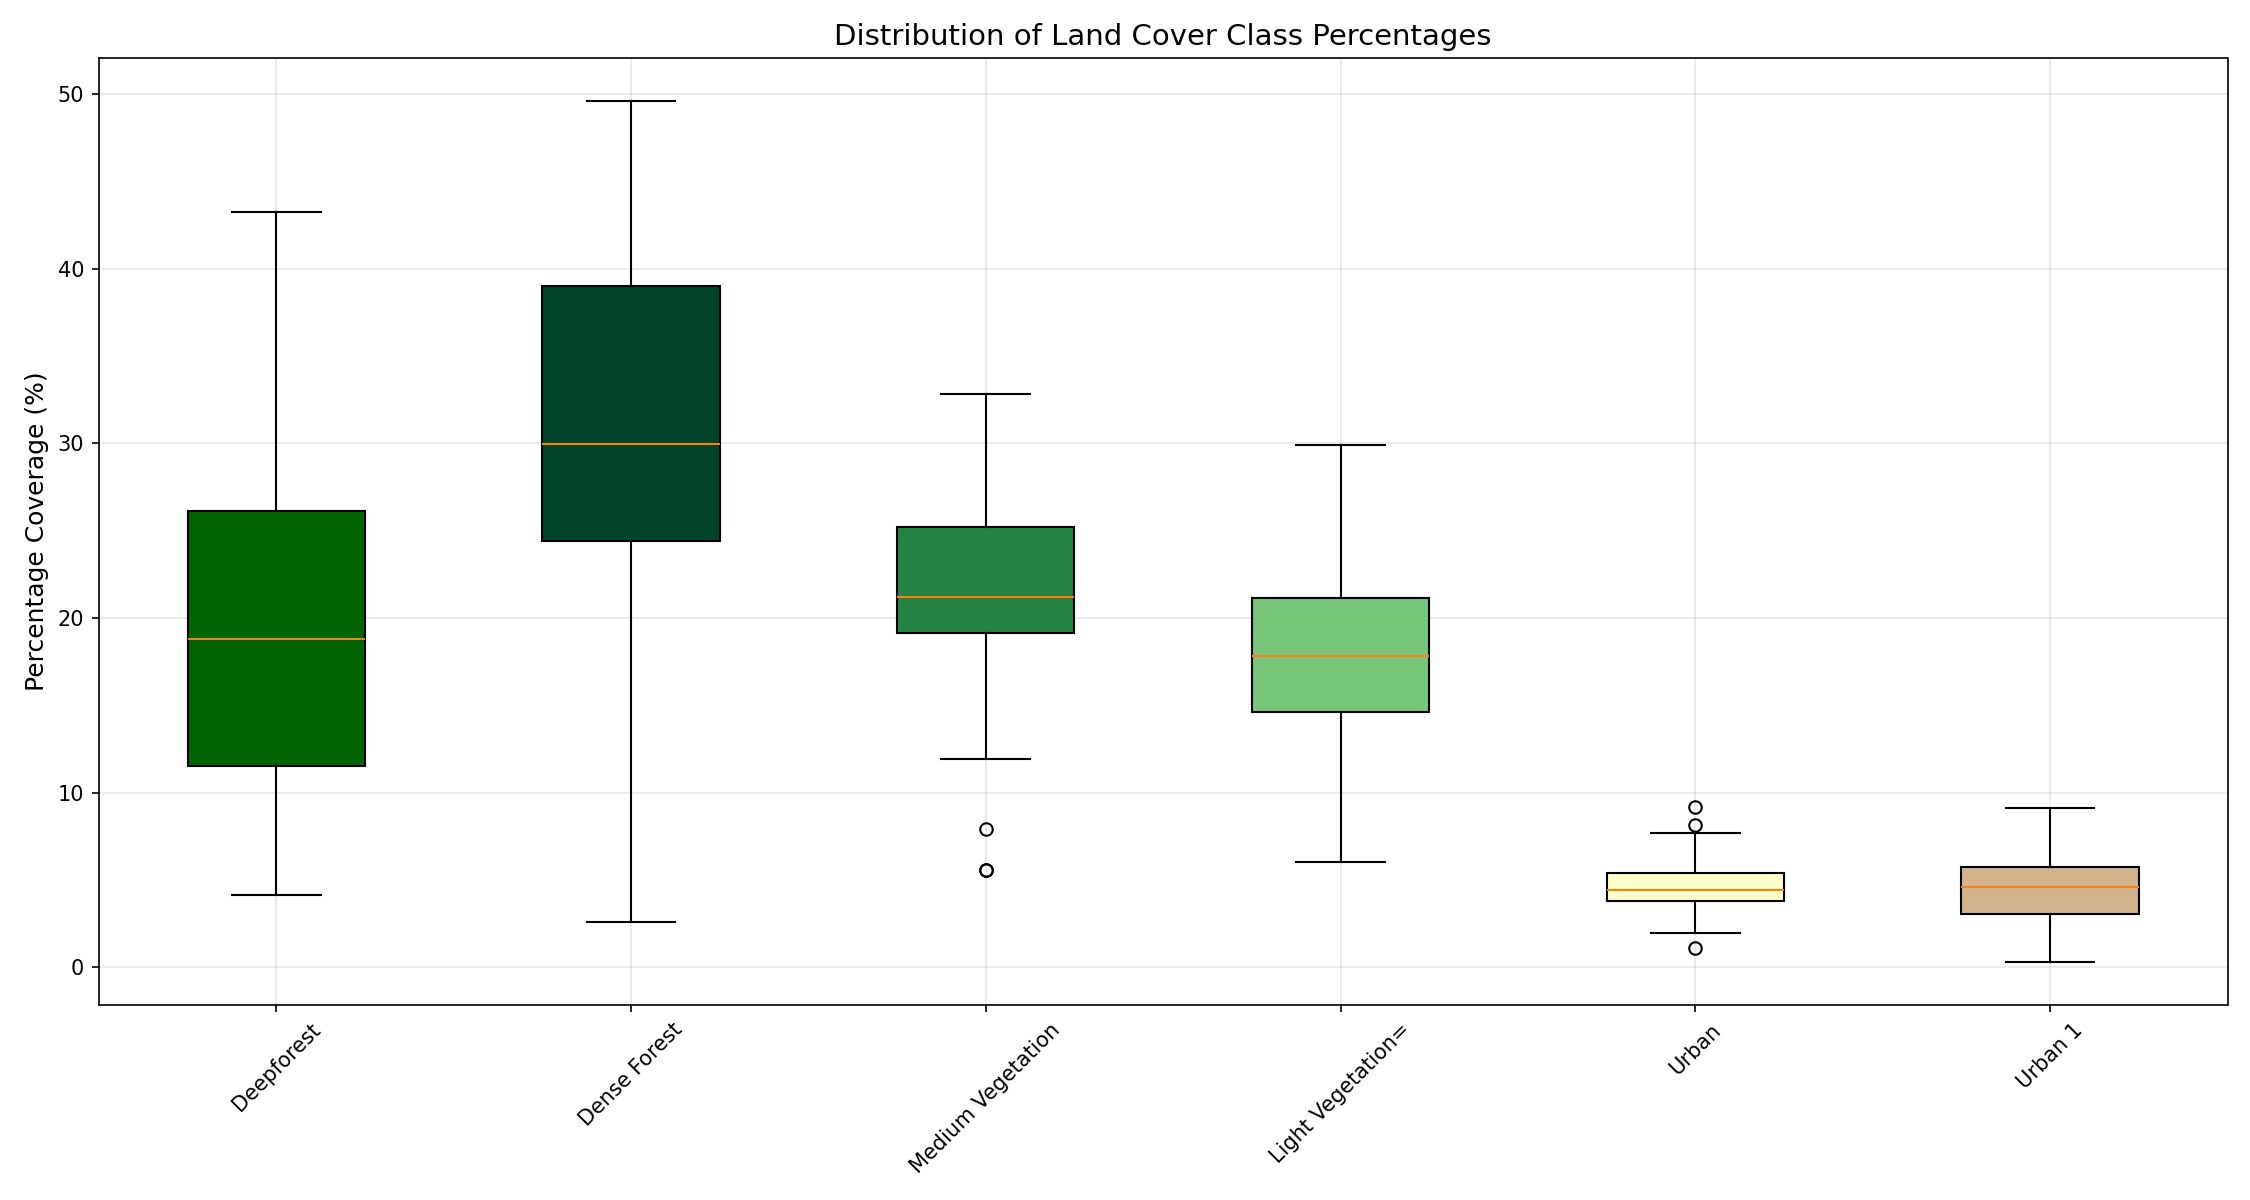 Distribution of Land Cover Class Percentages
Percentage Coverage (%)
50
40
30
20
10
0
Deepforest
Dense Forest
Medium Vegetation
Light Vegetation=
Urban
Urban 1